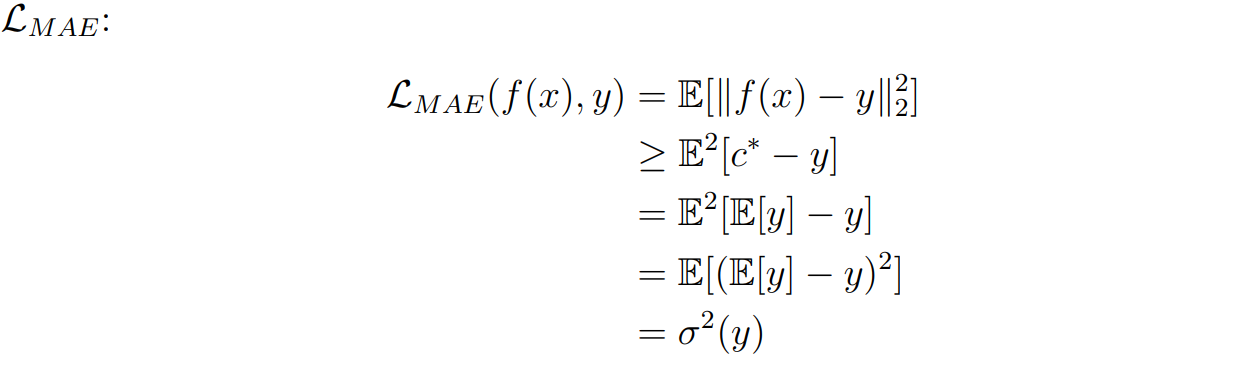 ℒ_{MAE}:
ℒ_{MAE}(f(x), y) = 𝔼[‖f(x) − y‖₂²]
≥ 𝔼²[c* − y]
= 𝔼²[𝔼[y] − y]
= 𝔼[(𝔼[y] − y)²]
= σ²(y)